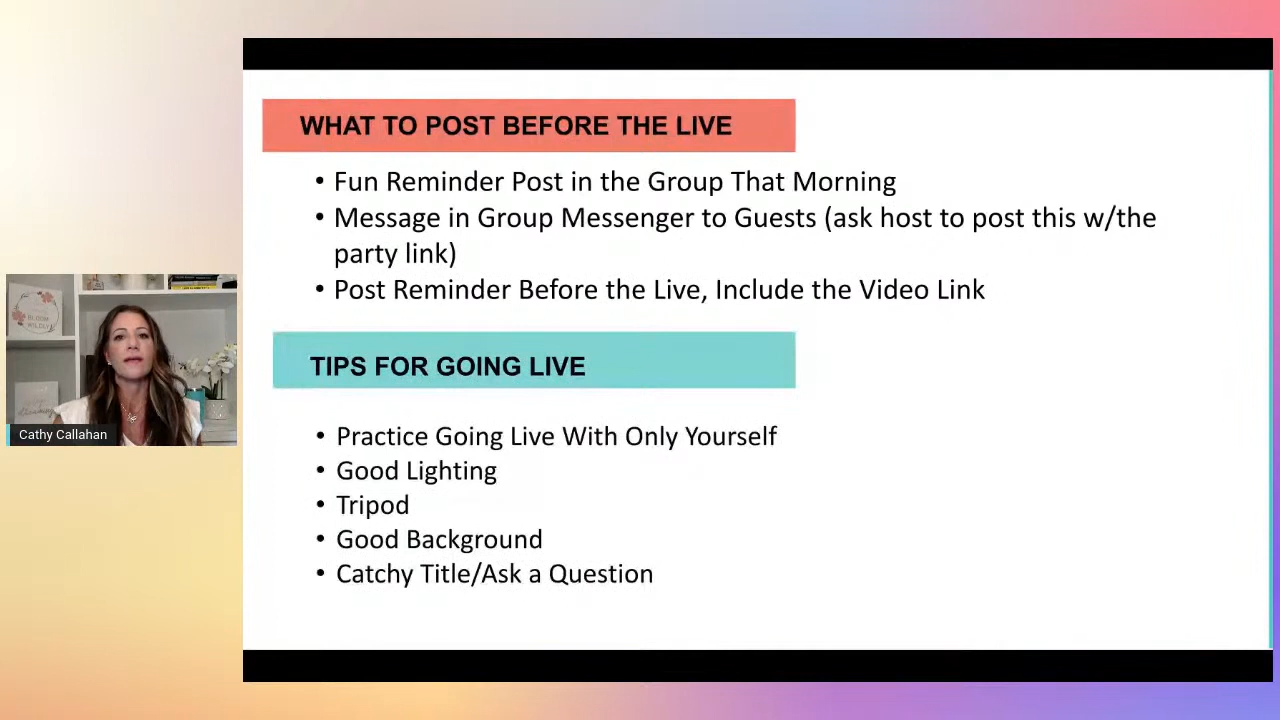 WHAT TO POST BEFORE THE LIVE
• Fun Reminder Post in the Group That Morning
• Message in Group Messenger to Guests (ask host to post this w/the
party link)
• Post Reminder Before the Live, Include the Video Link
TIPS FOR GOING LIVE
• Practice Going Live With Only Yourself
• Good Lighting
• Tripod
• Good Background
• Catchy Title/Ask a Question
BLOOM
WILDLY
Cathy Callahan